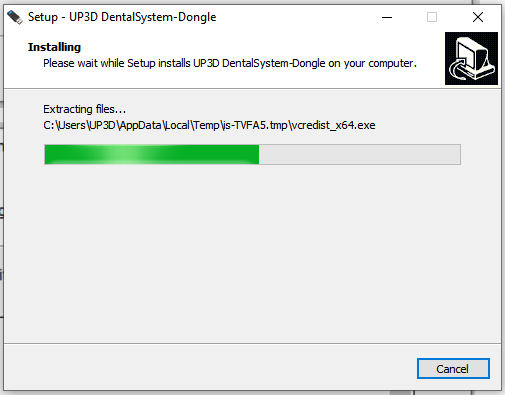 Setup - UP3D DentalSystem-Dongle
Installing
Please wait while Setup installs UP3D DentalSystem-Dongle on your computer.
Extracting files...
C:\Users\UP3D\AppData\Local\Temp\is-TVFA5.tmp\vcredist_x64.exe
Cancel